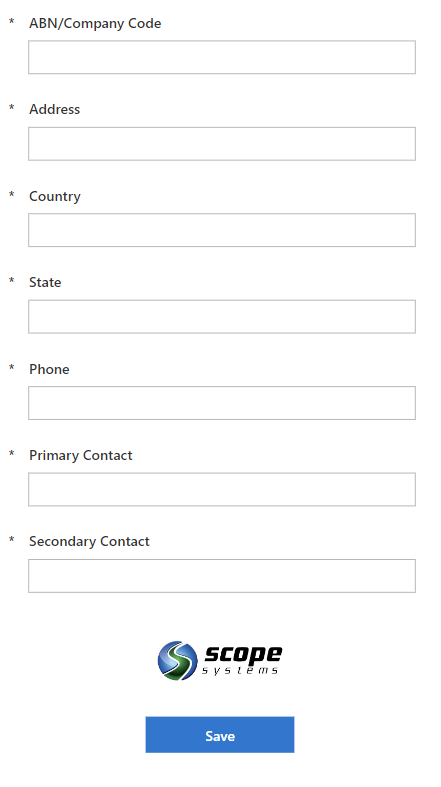 * ABN/Company Code
* Address
* Country
* State
* Phone
* Primary Contact
* Secondary Contact
scope
systems
Save